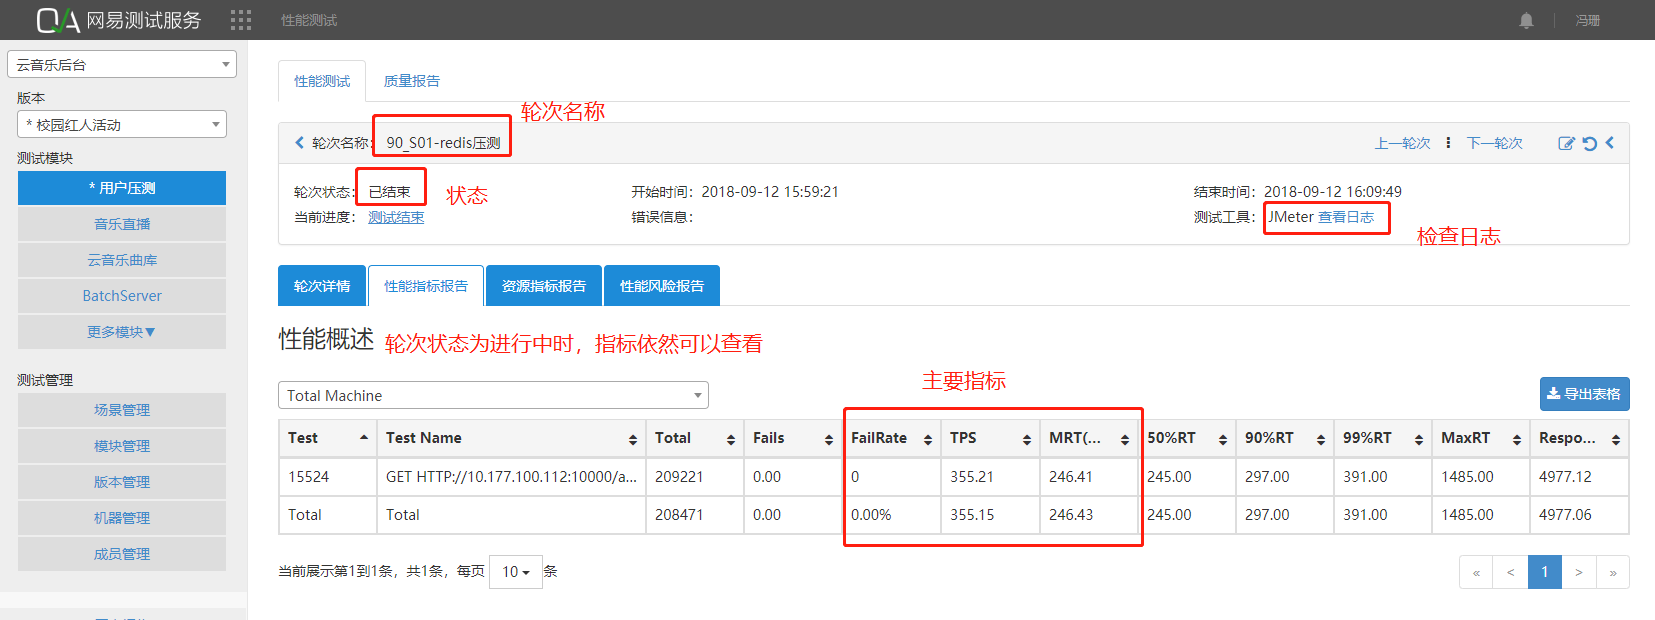 QA 网易测试服务 性能测试 冯珊
云音乐后台
版本
* 校园红人活动
测试模块
* 用户压测
音乐直播
云音乐曲库
BatchServer
更多模块▼
测试管理
场景管理
模块管理
版本管理
机器管理
成员管理
性能测试 质量报告
轮次名称
轮次名称: 90_S01-redis压测 上一轮次 下一轮次
轮次状态: 已结束 状态 开始时间: 2018-09-12 15:59:21 结束时间: 2018-09-12 16:09:49
当前进度: 测试结束 错误信息: 测试工具: JMeter 查看日志
检查日志
轮次详情 性能指标报告 资源指标报告 性能风险报告
性能概述 轮次状态为进行中时，指标依然可以查看
主要指标
Total Machine 导出表格
Test Test Name Total Fails FailRate TPS MRT(... 50%RT 90%RT 99%RT MaxRT Respo...
15524 GET HTTP://10.177.100.112:10000/a... 209221 0.00 0 355.21 246.41 245.00 297.00 391.00 1485.00 4977.12
Total Total 208471 0.00 0.00% 355.15 246.43 245.00 297.00 391.00 1485.00 4977.06
当前展示第1到1条，共1条，每页 10 条 « < 1 > »